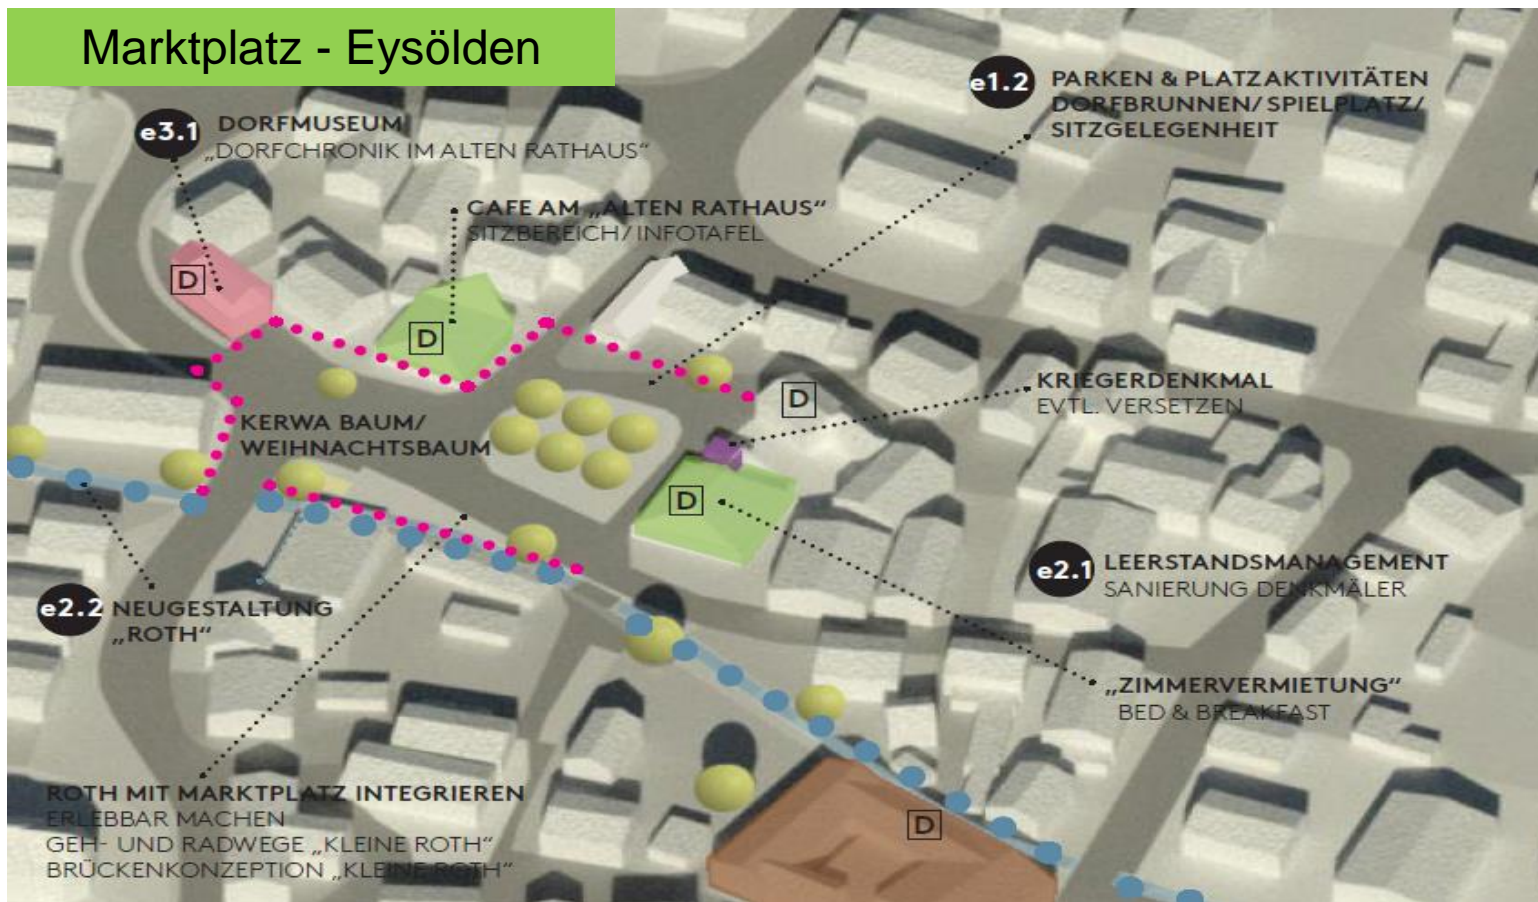 Marktplatz - Eysölden
e1.2 PARKEN & PLATZAKTIVITÄTEN
DORFBRUNNEN/ SPIELPLATZ/
SITZGELEGENHEIT
e3.1 DORFMUSEUM
„DORFCHRONIK IM ALTEN RATHAUS“
CAFE AM „ALTEN RATHAUS“
SITZBEREICH/ INFOTAFEL
D
D
KRIEGERDENKMAL
EVTL. VERSETZEN
D
KERWA BAUM/
WEIHNACHTSBAUM
D
e2.1 LEERSTANDSMANAGEMENT
SANIERUNG DENKMÄLER
e2.2 NEUGESTALTUNG
„ROTH“
„ZIMMERVERMIETUNG“
BED & BREAKFAST
ROTH MIT MARKTPLATZ INTEGRIEREN
ERLEBBAR MACHEN
GEH- UND RADWEGE „KLEINE ROTH“
BRÜCKENKONZEPTION „KLEINE ROTH“
D